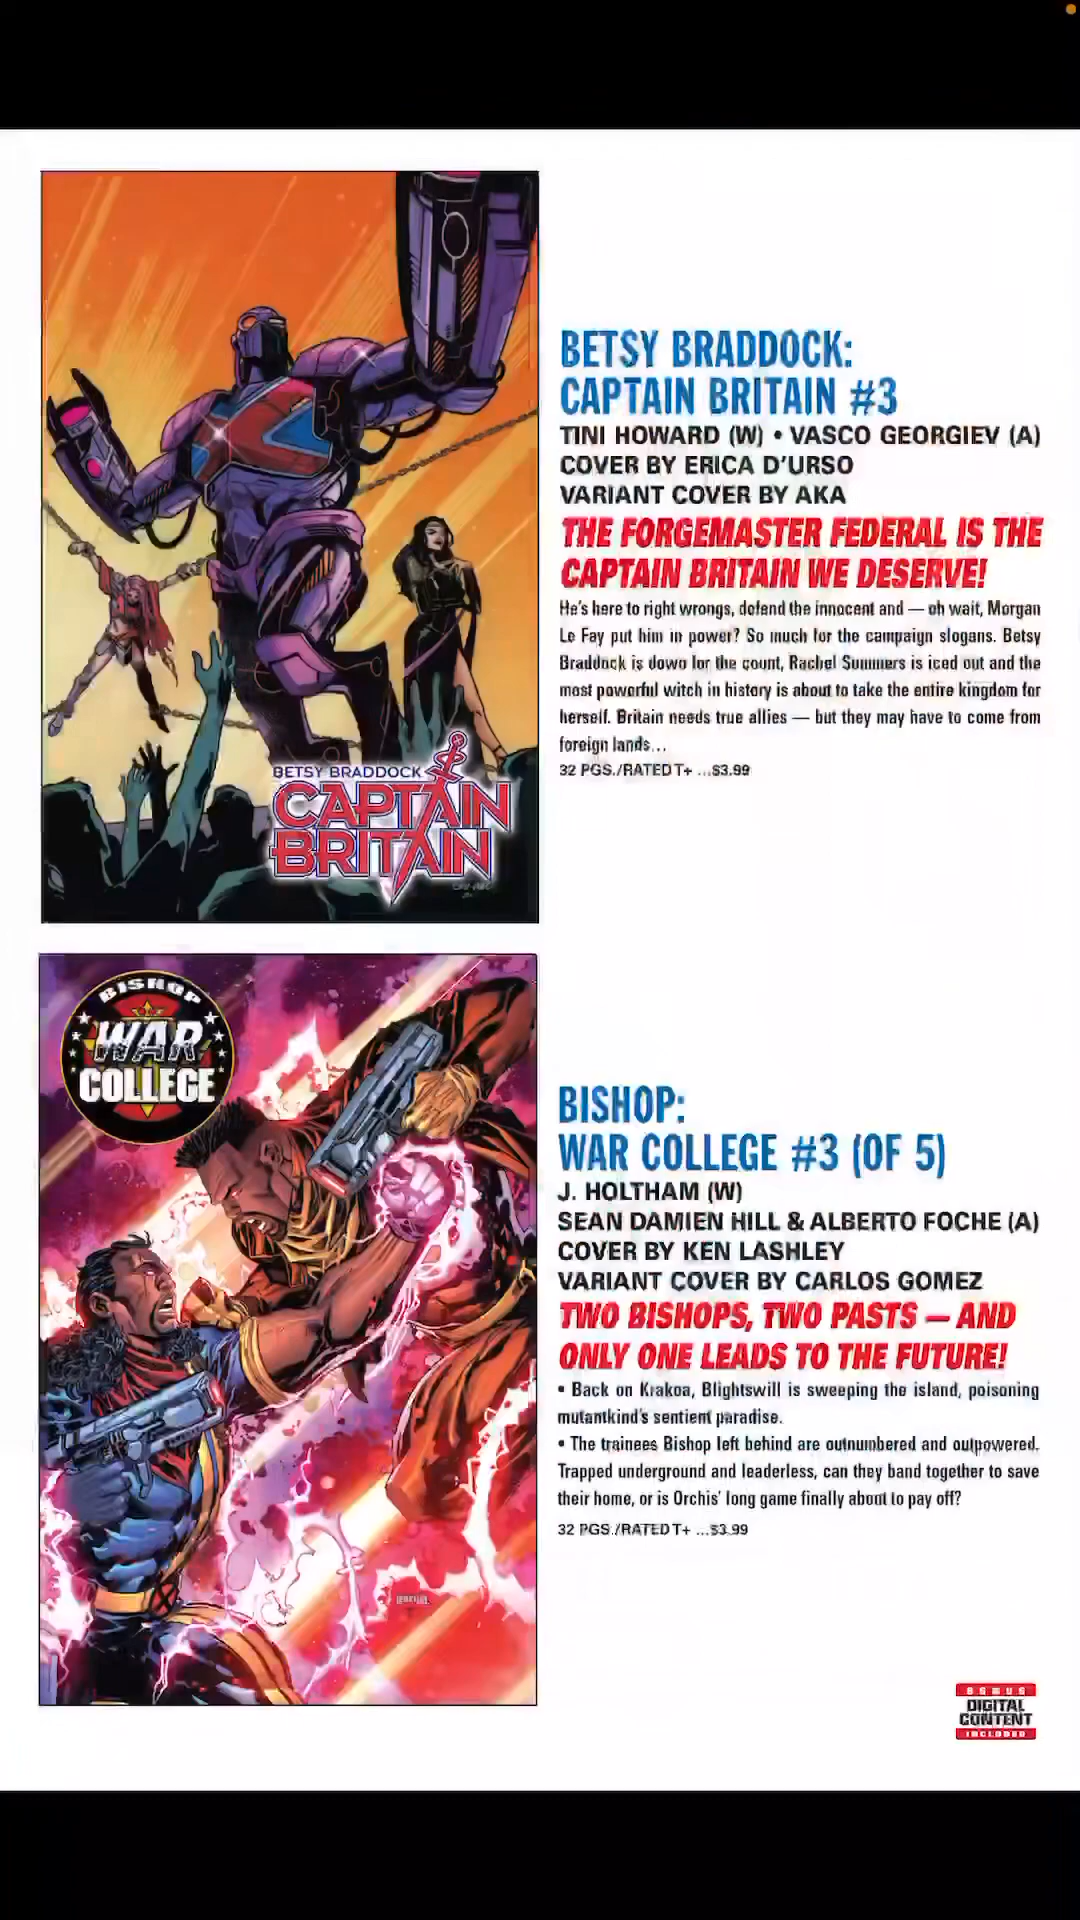 BETSY BRADDOCK
CAPTAIN
BRITAIN
BETSY BRADDOCK:
CAPTAIN BRITAIN #3
TINI HOWARD (W) • VASCO GEORGIEV (A)
COVER BY ERICA D'URSO
VARIANT COVER BY AKA
THE FORGEMASTER FEDERAL IS THE
CAPTAIN BRITAIN WE DESERVE!
He's here to right wrongs, defend the innocent and — oh wait, Morgan
Le Fay put him in power? So much for the campaign slogans. Betsy
Braddock is down for the count, Rachel Summers is iced out and the
most powerful witch in history is about to take the entire kingdom for
herself. Britain needs true allies — but they may have to come from
foreign lands…
32 PGS./RATED T+ …$3.99
BISHOP
WAR
COLLEGE
BISHOP:
WAR COLLEGE #3 (OF 5)
J. HOLTHAM (W)
SEAN DAMIEN HILL & ALBERTO FOCHE (A)
COVER BY KEN LASHLEY
VARIANT COVER BY CARLOS GOMEZ
TWO BISHOPS, TWO PASTS — AND
ONLY ONE LEADS TO THE FUTURE!
• Back on Krakoa, Blightswill is sweeping the island, poisoning
mutantkind's sentient paradise.
• The trainees Bishop left behind are outnumbered and outpowered.
Trapped underground and leaderless, can they band together to save
their home, or is Orchis' long game finally about to pay off?
32 PGS./RATED T+ …$3.99
BONUS
DIGITAL
CONTENT
INCLUDED